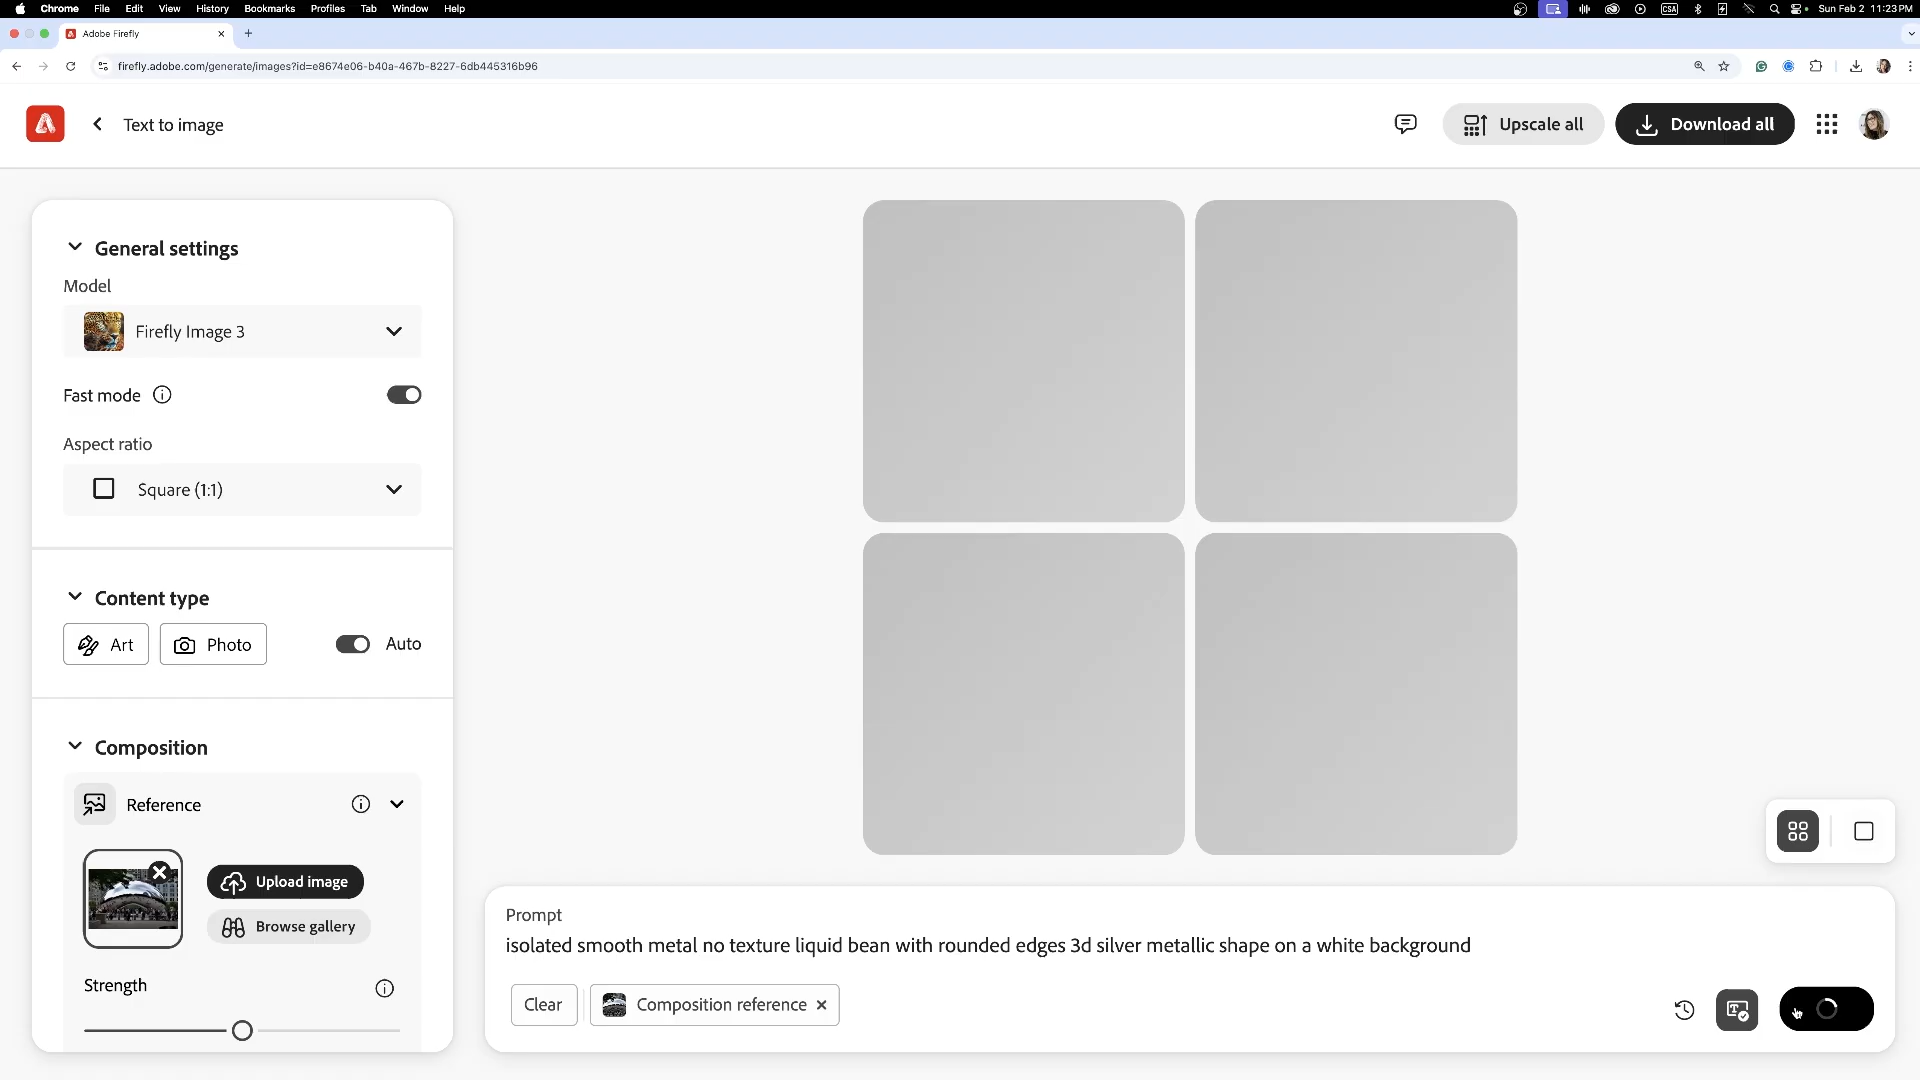 Chrome File Edit View History Bookmarks Profiles Tab Window Help
CSA
Sun Feb 2 11:23PM
Adobe Firefly
firefly.adobe.com/generate/images?id=e8674e06-b40a-467b-8227-6db445316b96
Text to image
Upscale all
Download all
General settings
Model
Firefly Image 3
Fast mode
Aspect ratio
Square (1:1)
Content type
Art
Photo
Auto
Composition
Reference
Upload image
Browse gallery
Strength
Prompt
isolated smooth metal no texture liquid bean with rounded edges 3d silver metallic shape on a white background
Clear
Composition reference